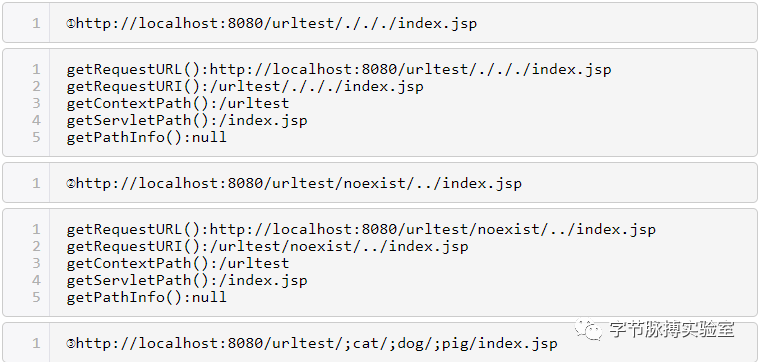 1 ①http://localhost:8080/urltest/./././index.jsp
1 getRequestURL():http://localhost:8080/urltest/./././index.jsp
2 getRequestURI():/urltest/./././index.jsp
3 getContextPath():/urltest
4 getServletPath():/index.jsp
5 getPathInfo():null
1 ②http://localhost:8080/urltest/noexist/../index.jsp
1 getRequestURL():http://localhost:8080/urltest/noexist/../index.jsp
2 getRequestURI():/urltest/noexist/../index.jsp
3 getContextPath():/urltest
4 getServletPath():/index.jsp
5 getPathInfo():null
字节脉搏实验室
1 ③http://localhost:8080/urltest/;cat/;dog/;pig/index.jsp